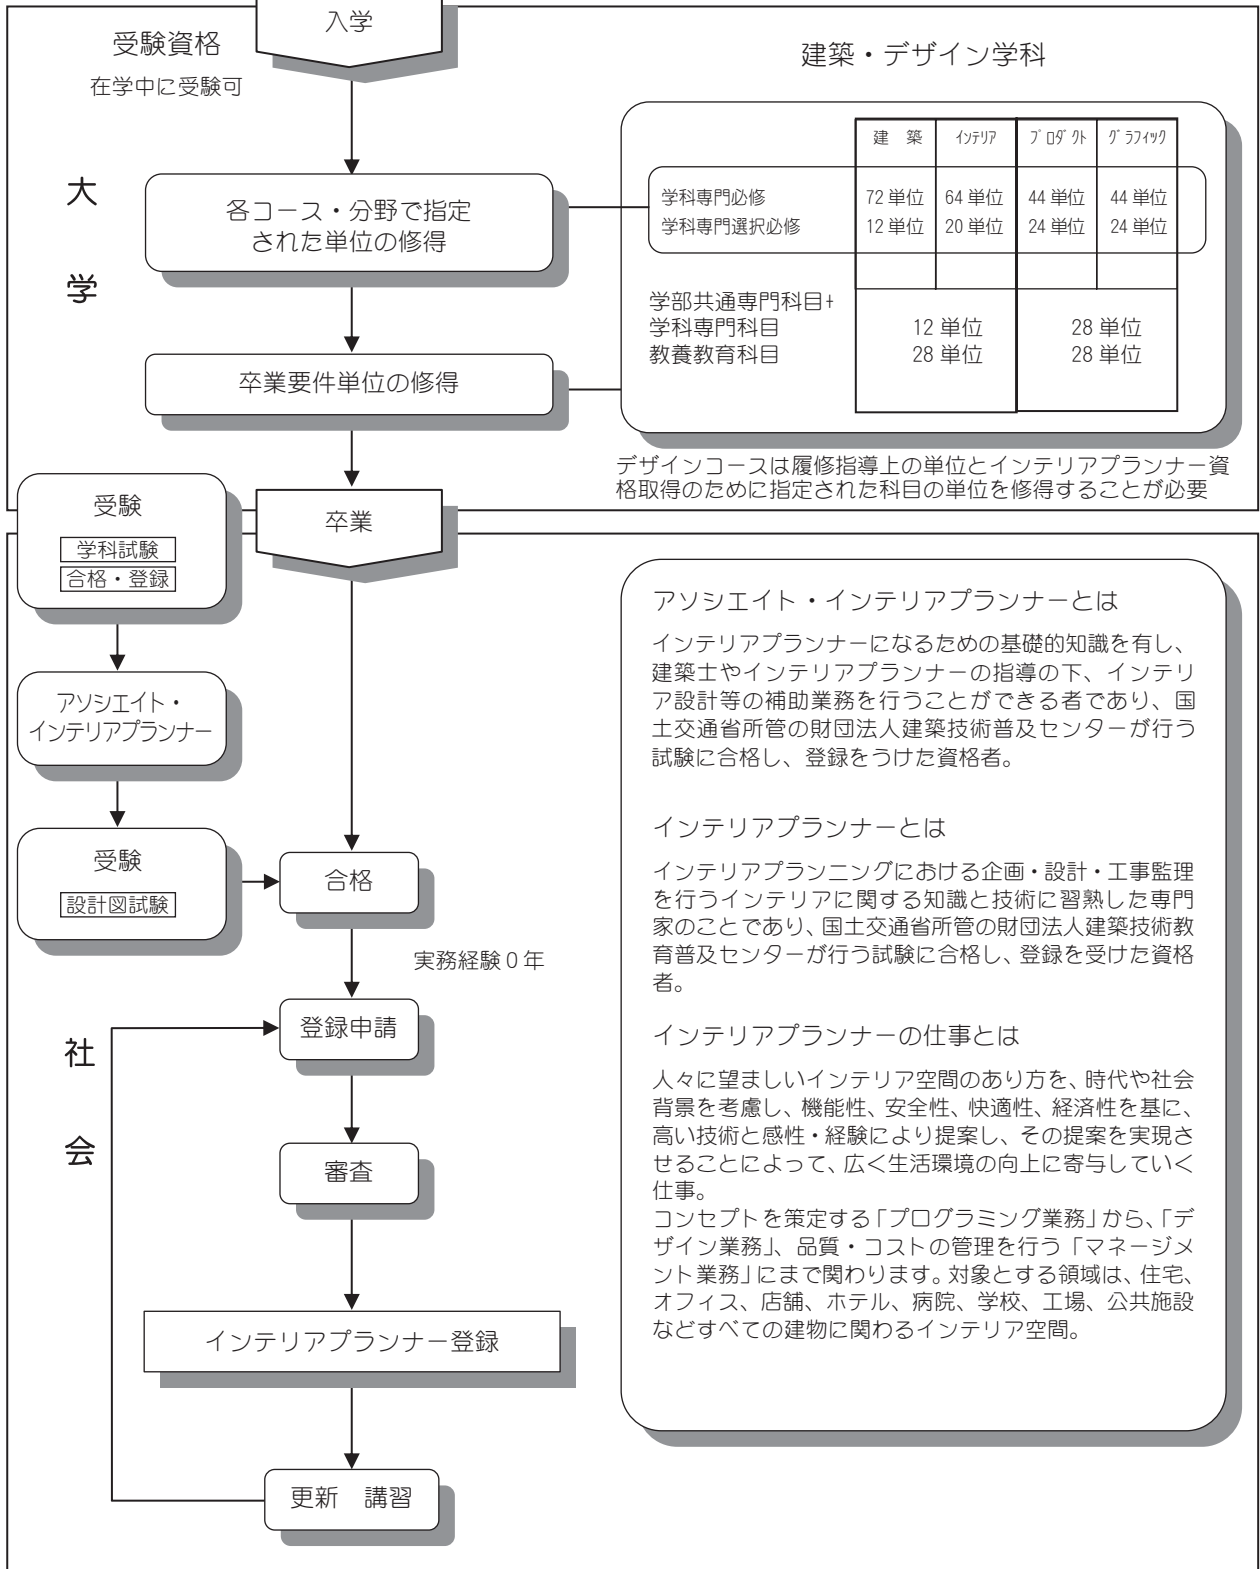 入学
受験資格
在学中に受験可
建築・デザイン学科
大
学
各コース・分野で指定
された単位の修得
建　築 ｲﾝﾃﾘｱ ﾌﾟﾛﾀﾞｸﾄ ｸﾞﾗﾌｨｯｸ
学科専門必修 72 単位 64 単位 44 単位 44 単位
学科専門選択必修 12 単位 20 単位 24 単位 24 単位
学部共通専門科目+
学科専門科目 12 単位 28 単位
教養教育科目 28 単位 28 単位
卒業要件単位の修得
デザインコースは履修指導上の単位とインテリアプランナー資
格取得のために指定された科目の単位を修得することが必要
受験
学科試験
合格・登録
卒業
アソシエイト・
インテリアプランナー
受験
設計図試験
合格
実務経験０年
社
会
登録申請
審査
インテリアプランナー登録
更新　講習
アソシエイト・インテリアプランナーとは
インテリアプランナーになるための基礎的知識を有し、
建築士やインテリアプランナーの指導の下、インテリ
ア設計等の補助業務を行うことができる者であり、国
土交通省所管の財団法人建築技術普及センターが行う
試験に合格し、登録をうけた資格者。
インテリアプランナーとは
インテリアプランニングにおける企画・設計・工事監理
を行うインテリアに関する知識と技術に習熟した専門
家のことであり、国土交通省所管の財団法人建築技術教
育普及センターが行う試験に合格し、登録を受けた資格
者。
インテリアプランナーの仕事とは
人々に望ましいインテリア空間のあり方を、時代や社会
背景を考慮し、機能性、安全性、快適性、経済性を基に、
高い技術と感性・経験により提案し、その提案を実現さ
せることによって、広く生活環境の向上に寄与していく
仕事。
コンセプトを策定する「プログラミング業務」から、「デ
ザイン業務」、品質・コストの管理を行う「マネージメ
ント業務」にまで関わります。対象とする領域は、住宅、
オフィス、店舗、ホテル、病院、学校、工場、公共施設
などすべての建物に関わるインテリア空間。